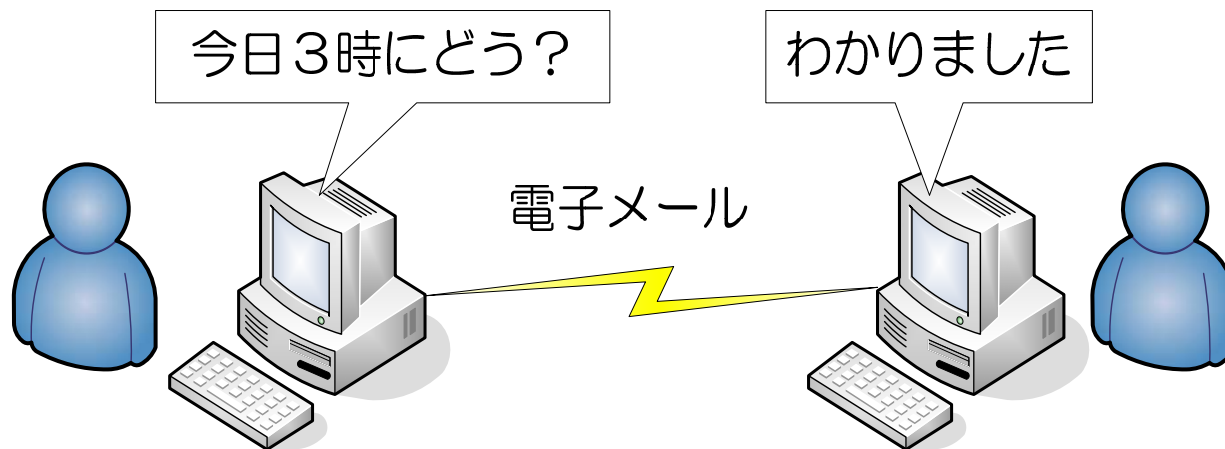 今日３時にどう？
わかりました
電子メール